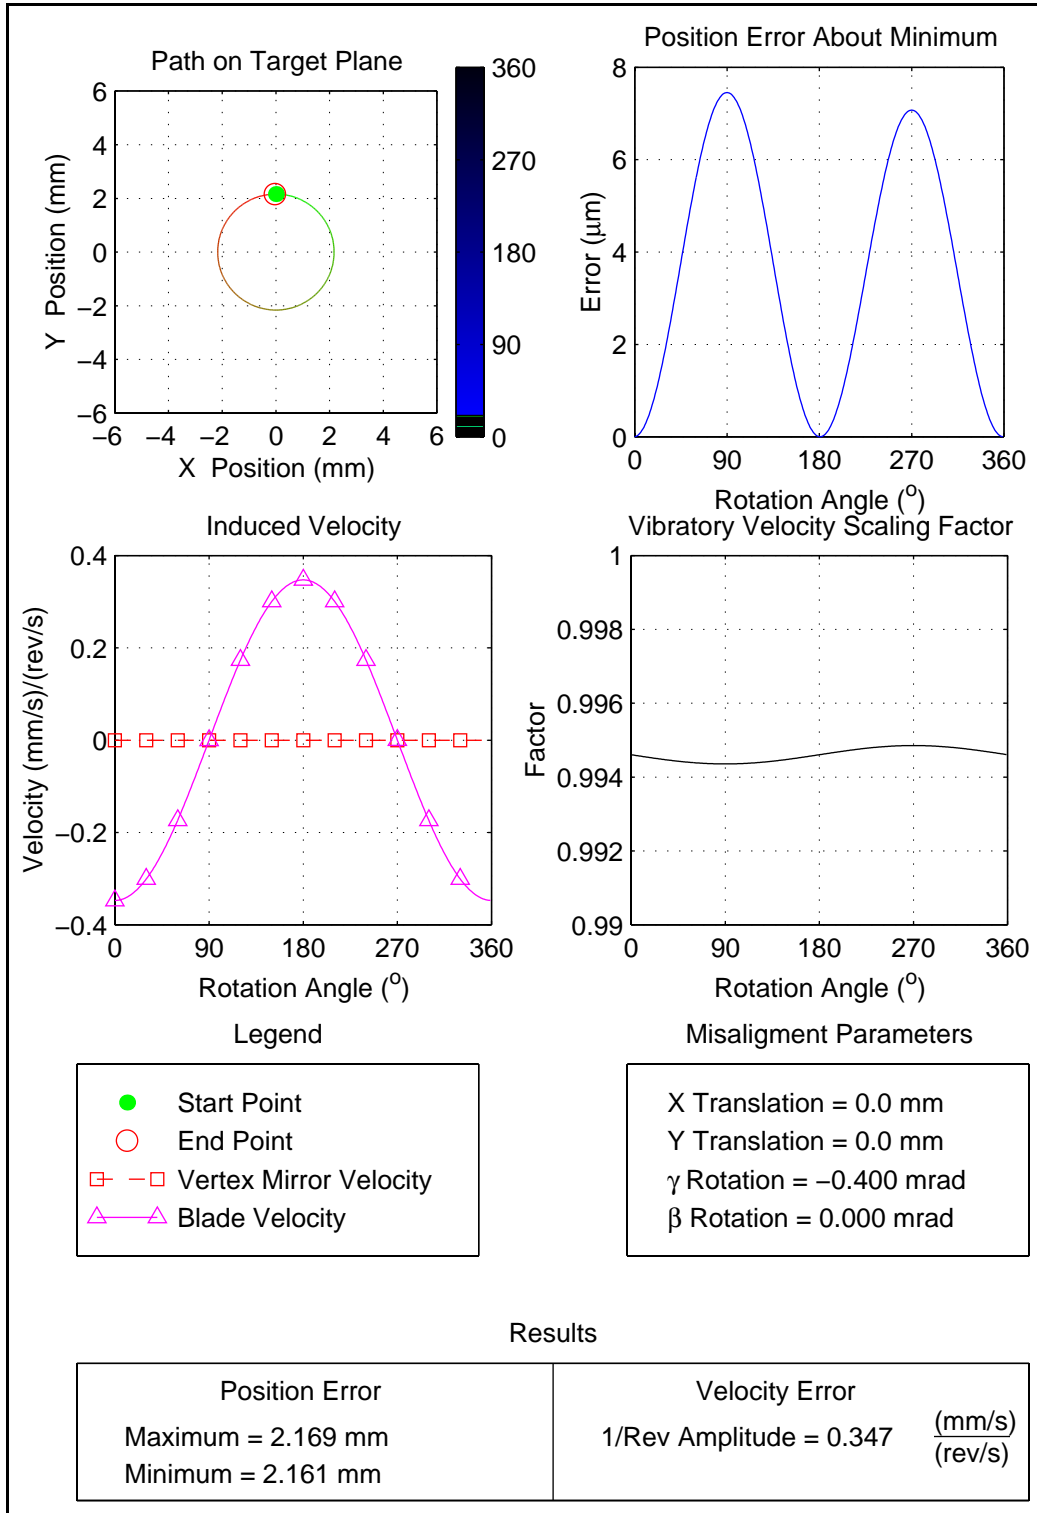 Path on Target Plane
6
4
2
0
−2
−4
−6
−6 −4 −2 0 2 4 6
X Position (mm)
Y Position (mm)
360
270
180
90
0
Position Error About Minimum
8
6
4
2
0
0 90 180 270 360
Rotation Angle (o)
Error (μm)
Induced Velocity
0.4
0.2
0
−0.2
−0.4
0 90 180 270 360
Rotation Angle (o)
Velocity (mm/s)/(rev/s)
Vibratory Velocity Scaling Factor
1
0.998
0.996
0.994
0.992
0.99
0 90 180 270 360
Rotation Angle (o)
Factor
Legend
Start Point
End Point
Vertex Mirror Velocity
Blade Velocity
Misaligment Parameters
X Translation = 0.0 mm
Y Translation = 0.0 mm
γ Rotation = −0.400 mrad
β Rotation = 0.000 mrad
Results
Position Error
Maximum = 2.169 mm
Minimum = 2.161 mm
Velocity Error
1/Rev Amplitude = 0.347 (mm/s)
(rev/s)